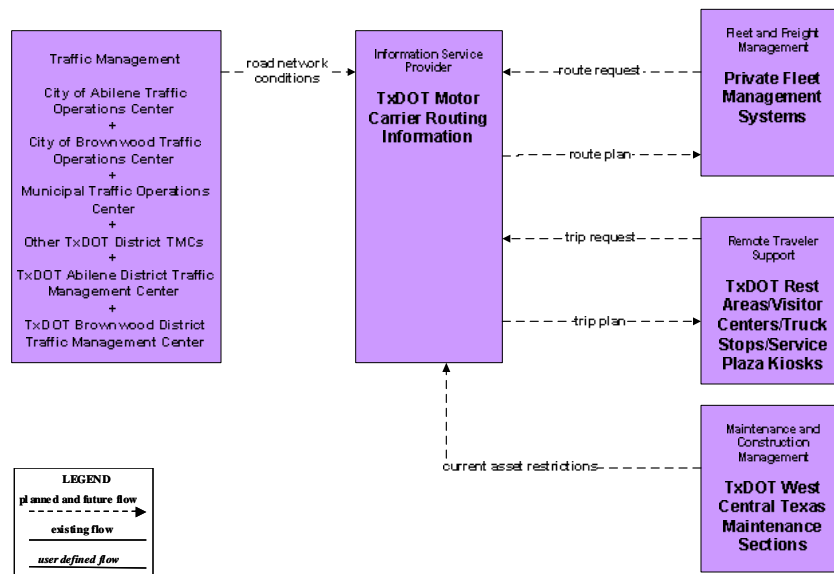 Traffic Management
City of Abilene Traffic
Operations Center
+
City of Brownwood Traffic
Operations Center
+
Municipal Traffic Operations
Center
+
Other TxDOT District TMCs
+
TxDOT Abilene District Traffic
Management Center
+
TxDOT Brownwood District
Traffic Management Center
road network
conditions
Information Service
Provider
TxDOT Motor
Carrier Routing
Information
route request
route plan
trip request
trip plan
current asset restrictions
Fleet and Freight
Management
Private Fleet
Management
Systems
Remote Traveler
Support
TxDOT Rest
Areas/Visitor
Centers/Truck
Stops/Service
Plaza Kiosks
Maintenance and
Construction
Management
TxDOT West
Central Texas
Maintenance
Sections
LEGEND
planned and future flow
existing flow
user defined flow